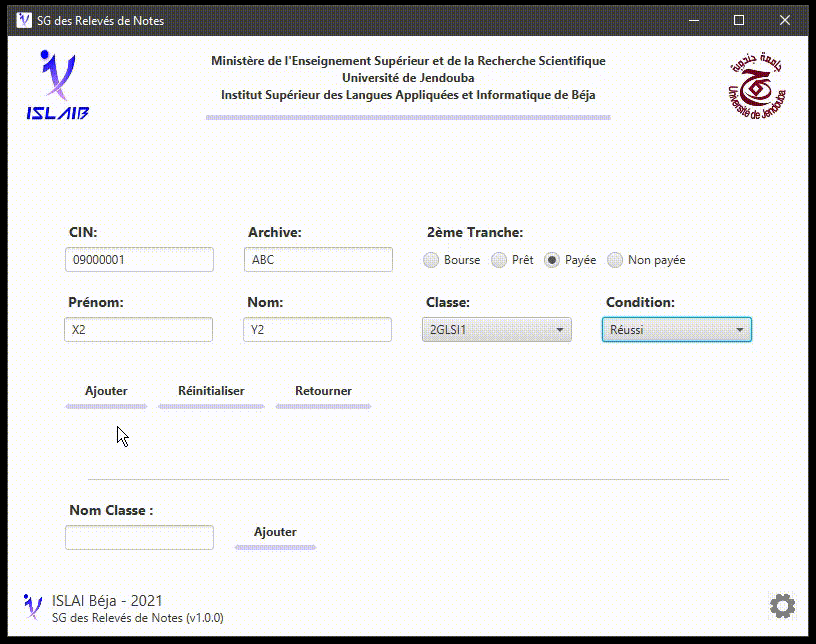 SG des Relevés de Notes
Ministère de l'Enseignement Supérieur et de la Recherche Scientifique
Université de Jendouba
Institut Supérieur des Langues Appliquées et Informatique de Béja
ISLAIB
جامعة جندوبة
Université de Jendouba
CIN:
Archive:
2ème Tranche:
09000001
ABC
Bourse
Prêt
Payée
Non payée
Prénom:
Nom:
Classe:
Condition:
X2
Y2
2GLSI1
Réussi
Ajouter
Réinitialiser
Retourner
Nom Classe :
Ajouter
ISLAI Béja - 2021
SG des Relevés de Notes (v1.0.0)